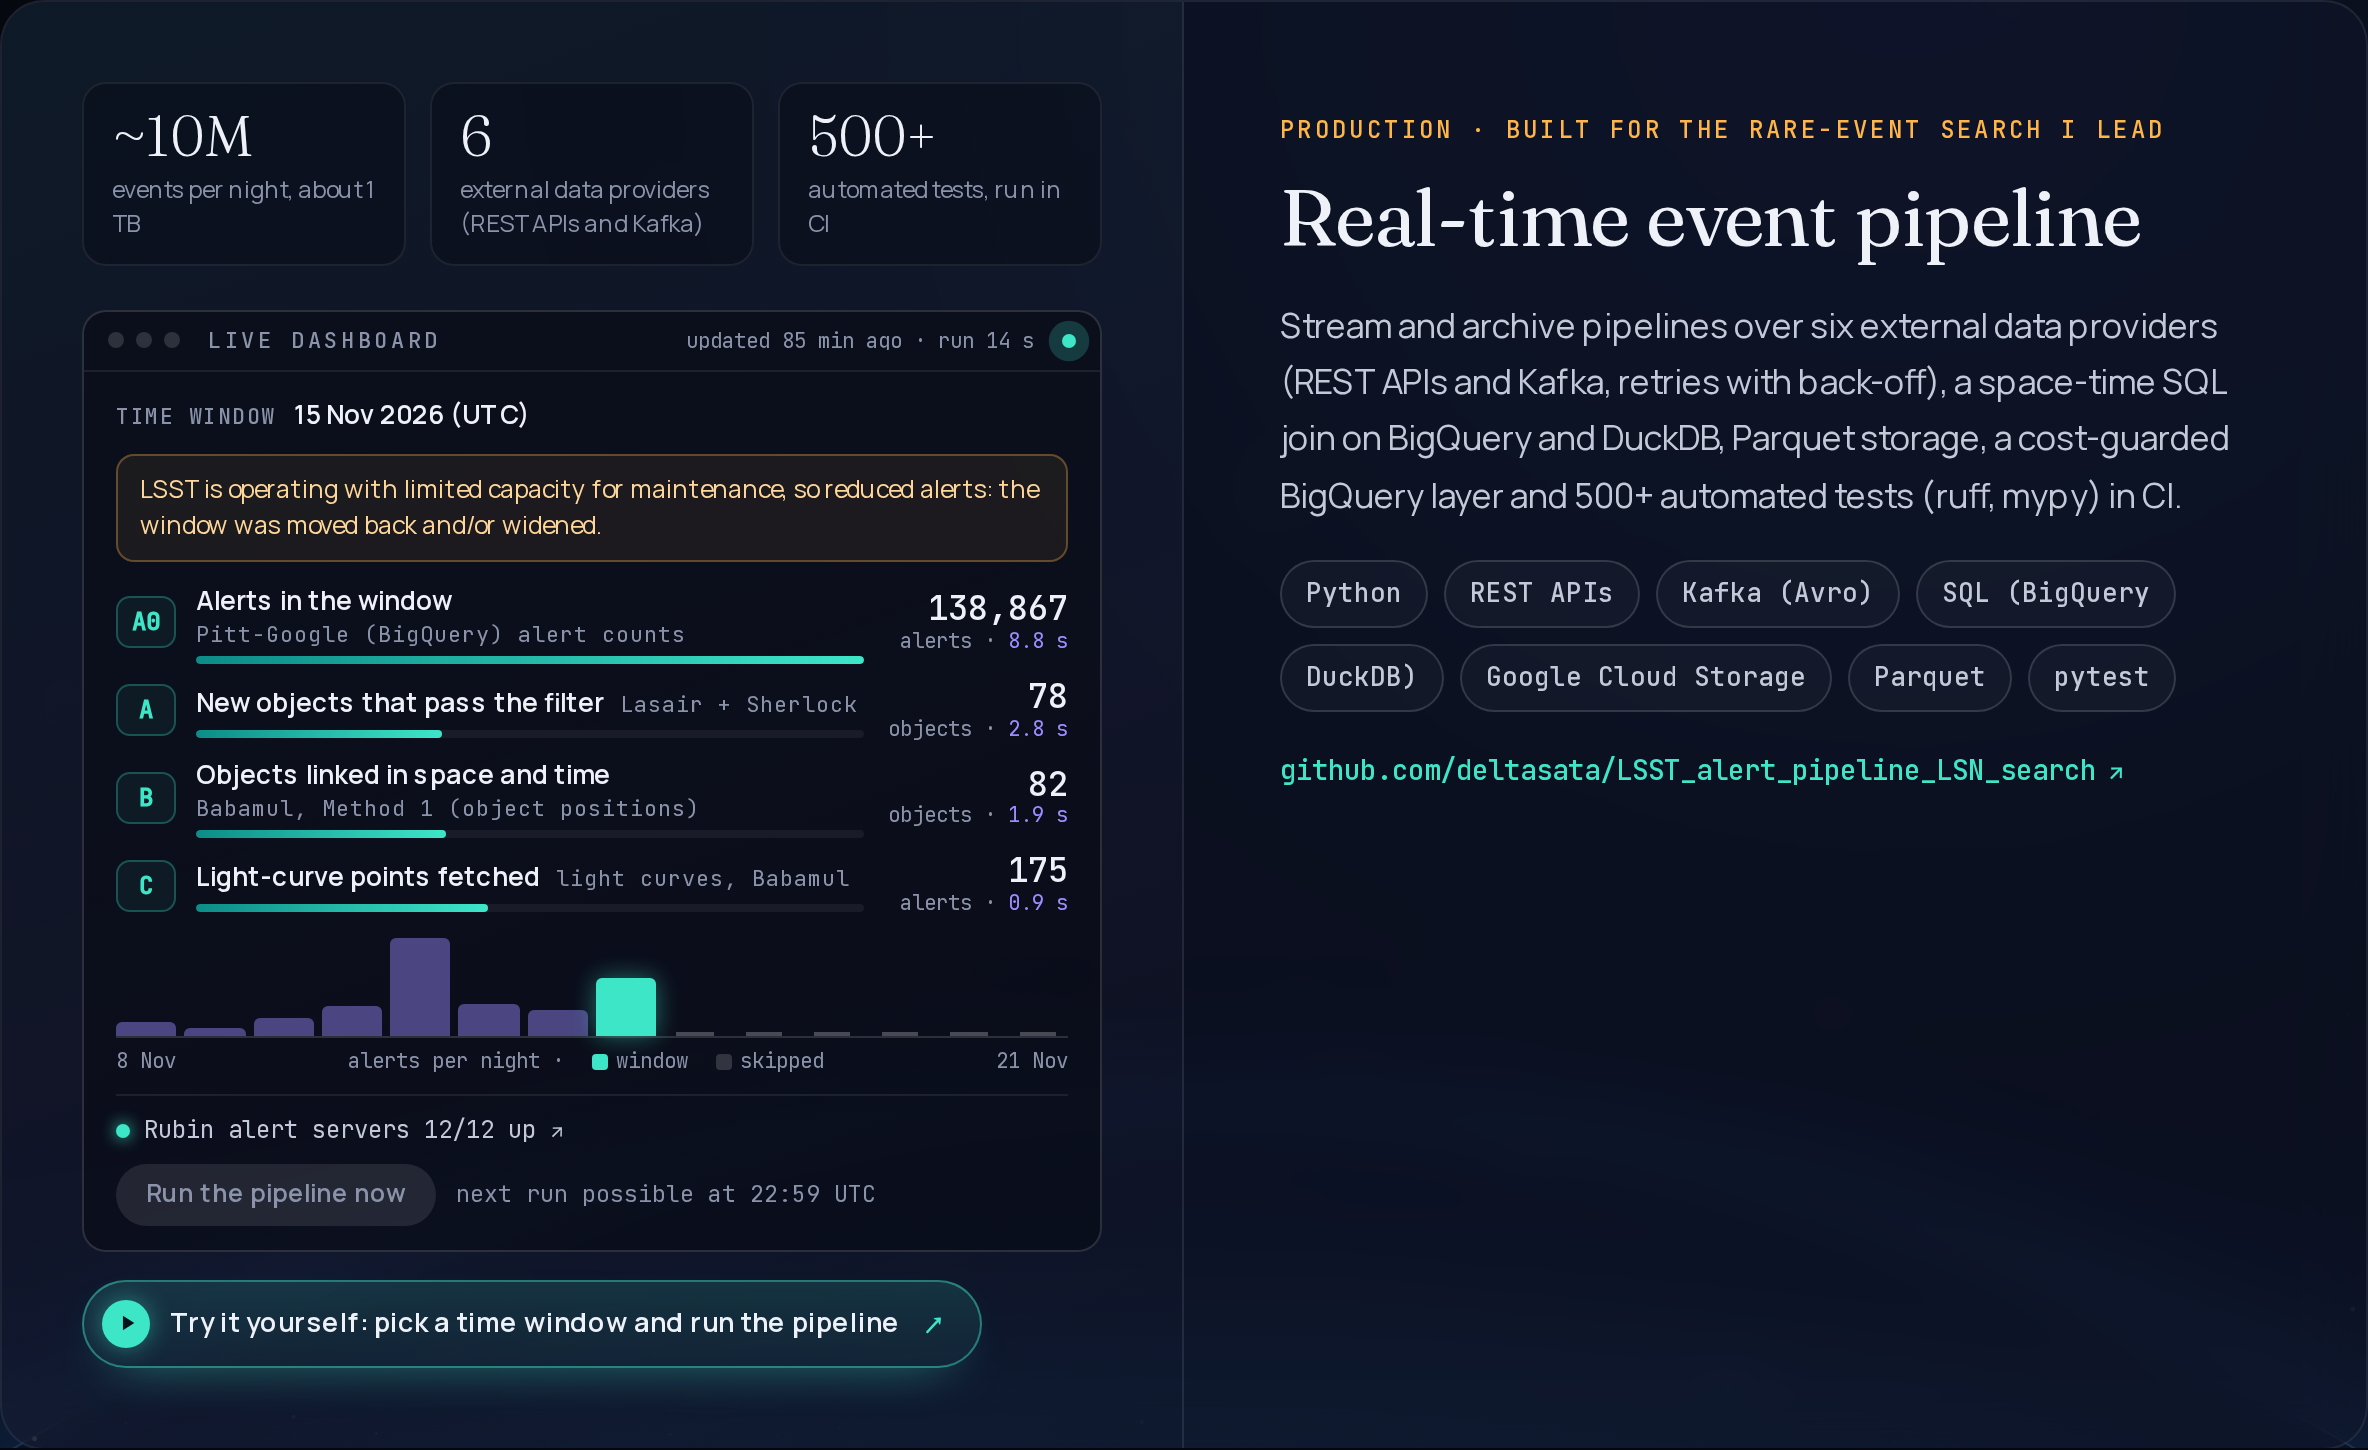 ~10M
events per night, about 1
TB
6
external data providers
(REST APIs and Kafka)
500+
automated tests, run in
CI
LIVE DASHBOARD
updated 85 min ago · run 14 s
TIME WINDOW 15 Nov 2026 (UTC)
LSST is operating with limited capacity for maintenance, so reduced alerts: the
window was moved back and/or widened.
A0
Alerts in the window
Pitt-Google (BigQuery) alert counts
138,867
alerts · 8.8 s
A
New objects that pass the filter Lasair + Sherlock
78
objects · 2.8 s
B
Objects linked in space and time
Babamul, Method 1 (object positions)
82
objects · 1.9 s
C
Light-curve points fetched light curves, Babamul
175
alerts · 0.9 s
8 Nov alerts per night · window skipped 21 Nov
Rubin alert servers 12/12 up ↗
Run the pipeline now next run possible at 22:59 UTC
Try it yourself: pick a time window and run the pipeline ↗
PRODUCTION · BUILT FOR THE RARE-EVENT SEARCH I LEAD
Real-time event pipeline
Stream and archive pipelines over six external data providers
(REST APIs and Kafka, retries with back-off), a space-time SQL
join on BigQuery and DuckDB, Parquet storage, a cost-guarded
BigQuery layer and 500+ automated tests (ruff, mypy) in CI.
Python REST APIs Kafka (Avro) SQL (BigQuery
DuckDB) Google Cloud Storage Parquet pytest
github.com/deltasata/LSST_alert_pipeline_LSN_search ↗